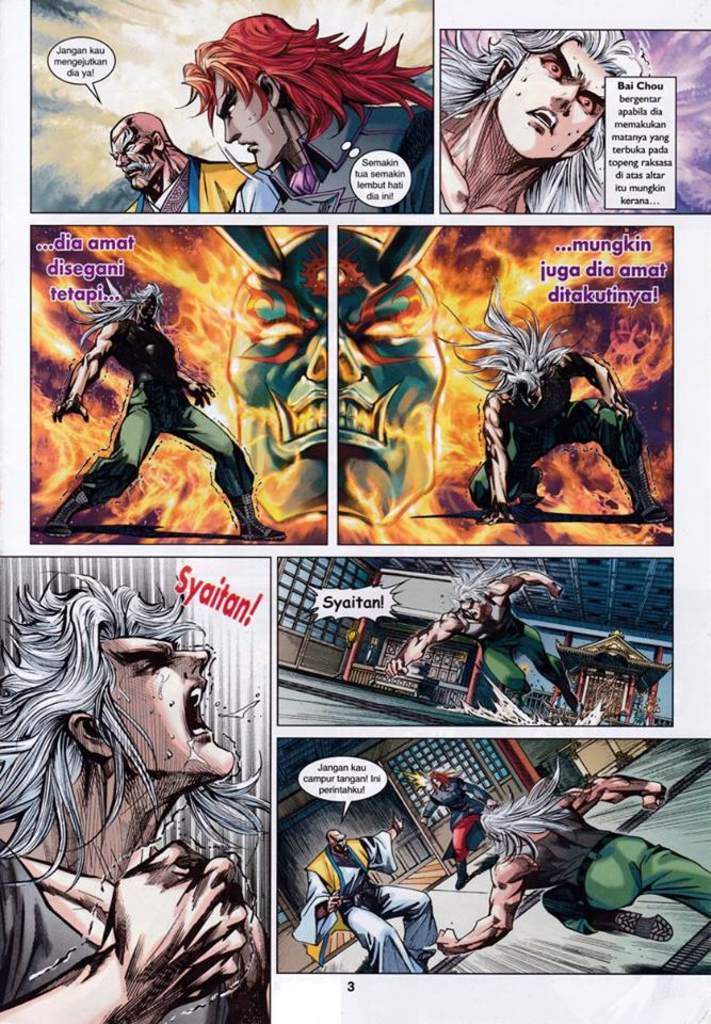 Jangan kau
mengejutkan
dia ya!
Semakin
tua semakin
lembut hati
dia ini!
Bai Chou
bergentar
apabila dia
memakukan
matanya yang
terbuka pada
topeng raksasa
di atas altar
itu mungkin
kerana...
...dia amat
disegani
tetapi...
...mungkin
juga dia amat
ditakutinya!
Syaitan!
Syaitan!
Jangan kau
campur tangan! Ini
perintahku!
3